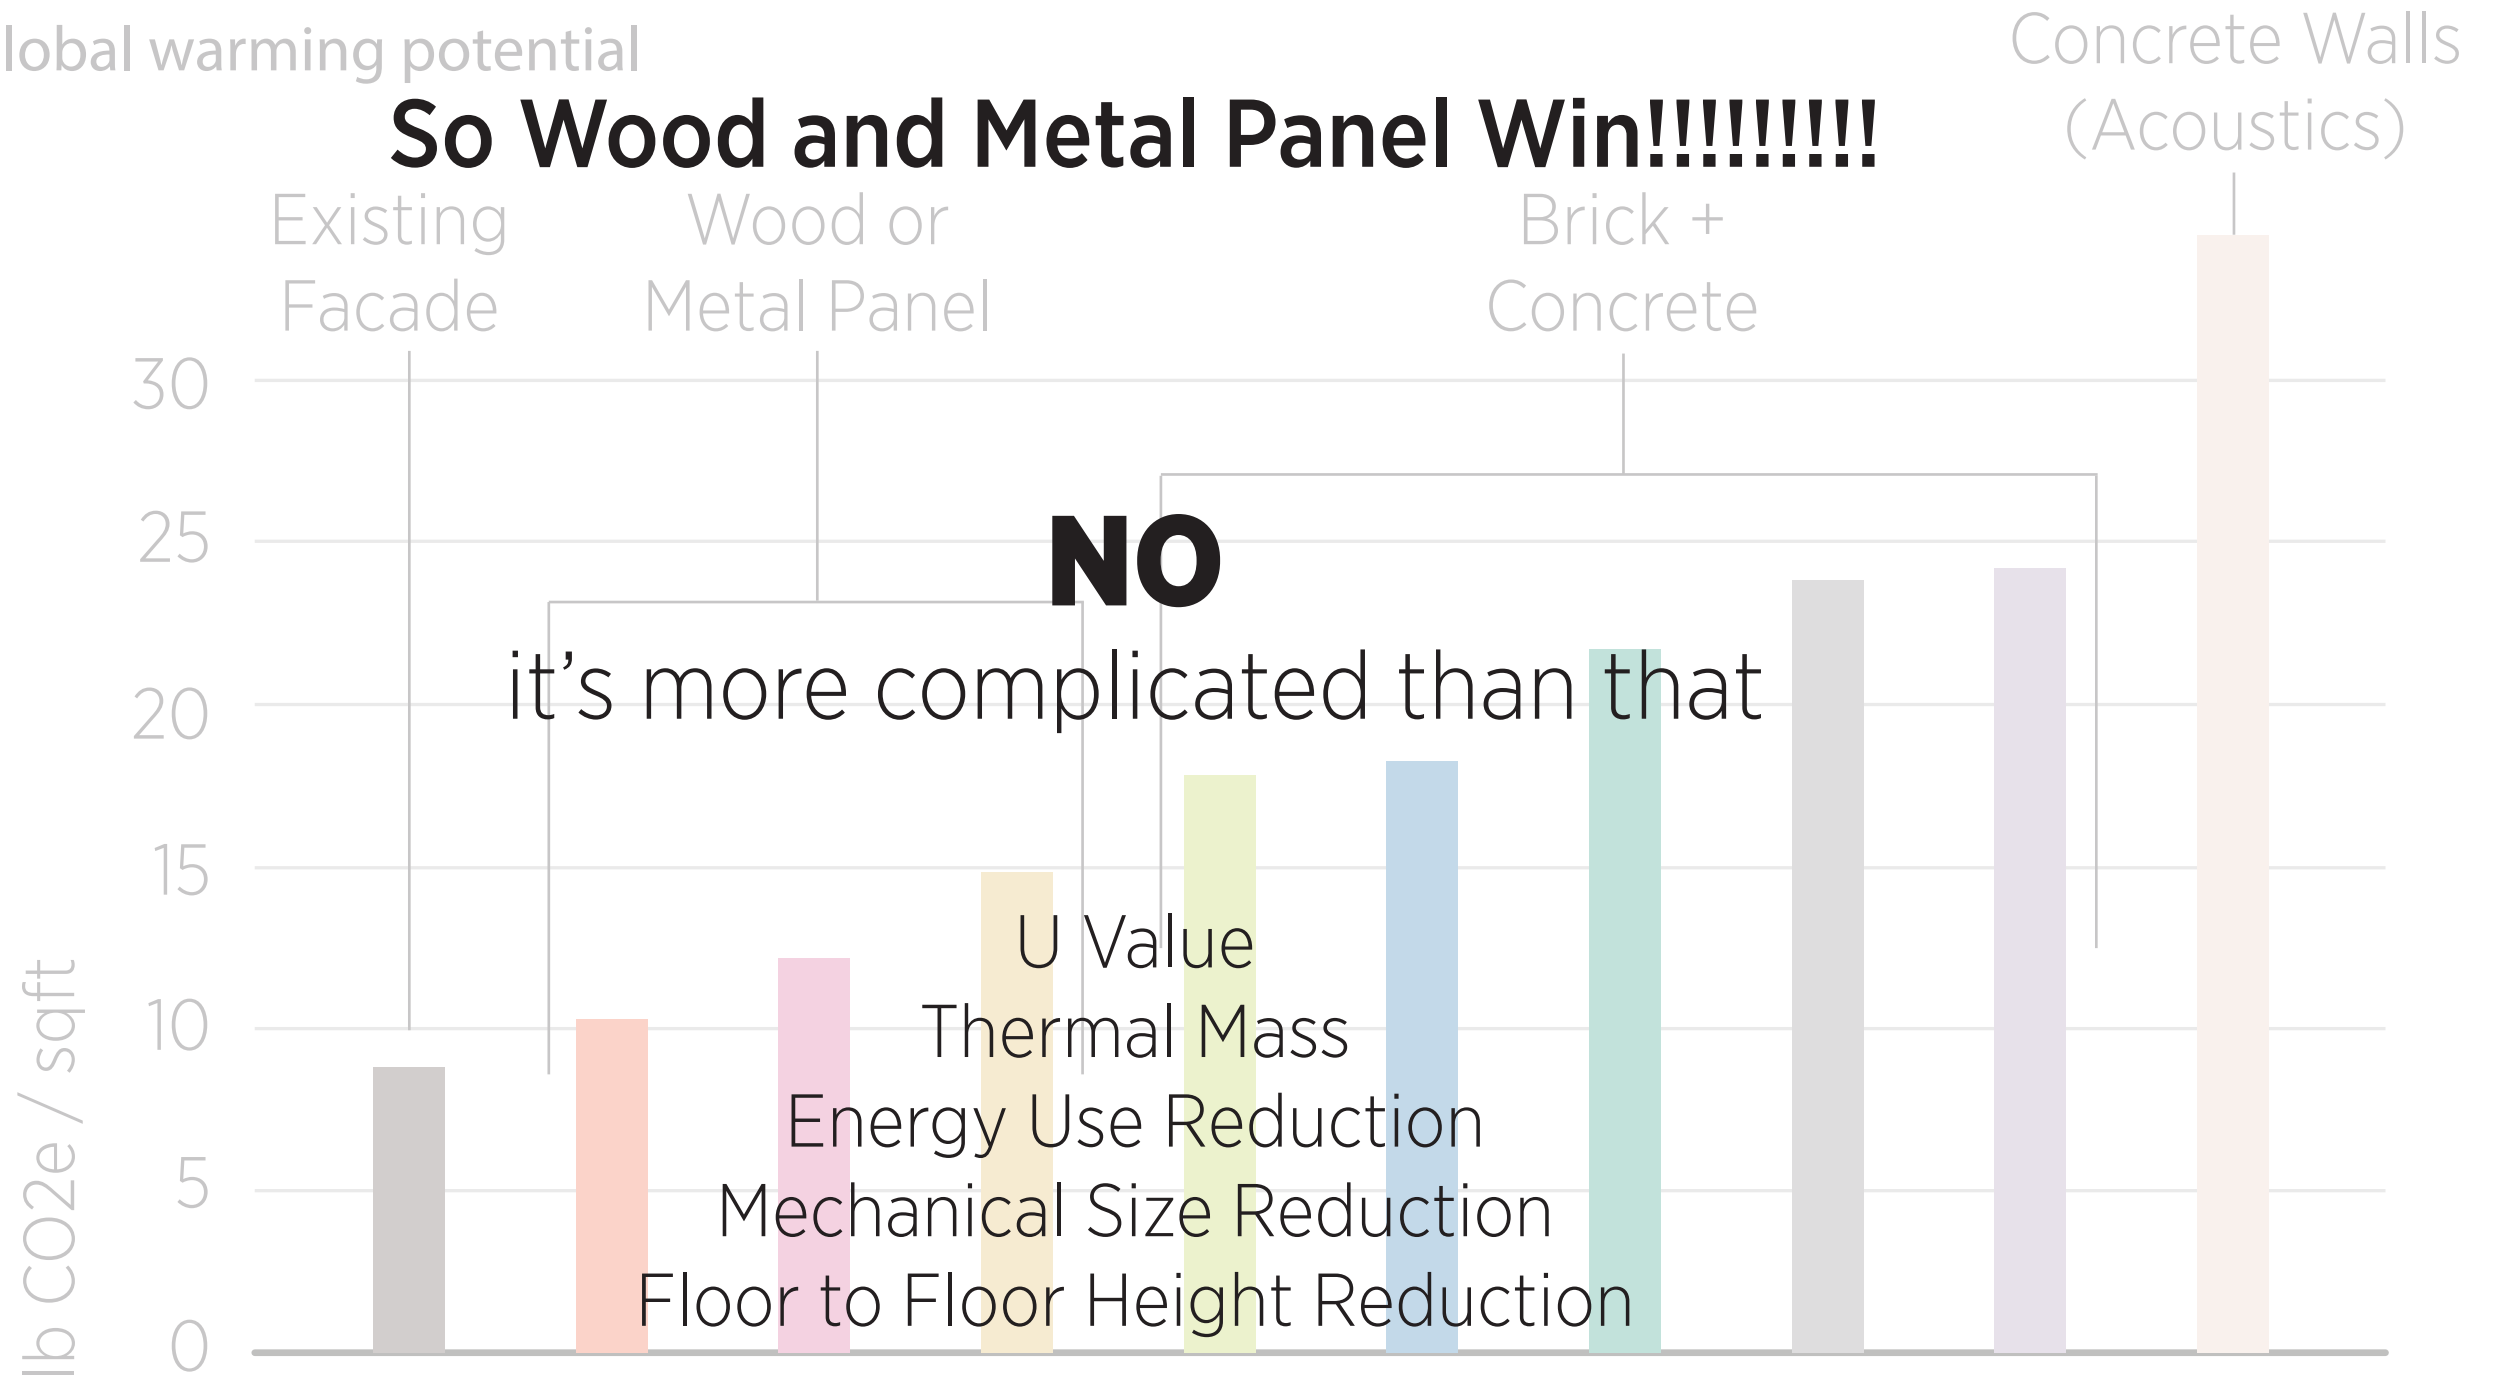 lobal warming potential
Concrete Walls
(Acoustics)
So Wood and Metal Panel Win!!!!!!!!!
Existing
Facade
Wood or
Metal Panel
Brick +
Concrete
30
25
20
15
10
5
0
lb CO2e / sqft
NO
it's more complicated than that
U Value
Thermal Mass
Energy Use Reduction
Mechanical Size Reduction
Floor to Floor Height Reduction